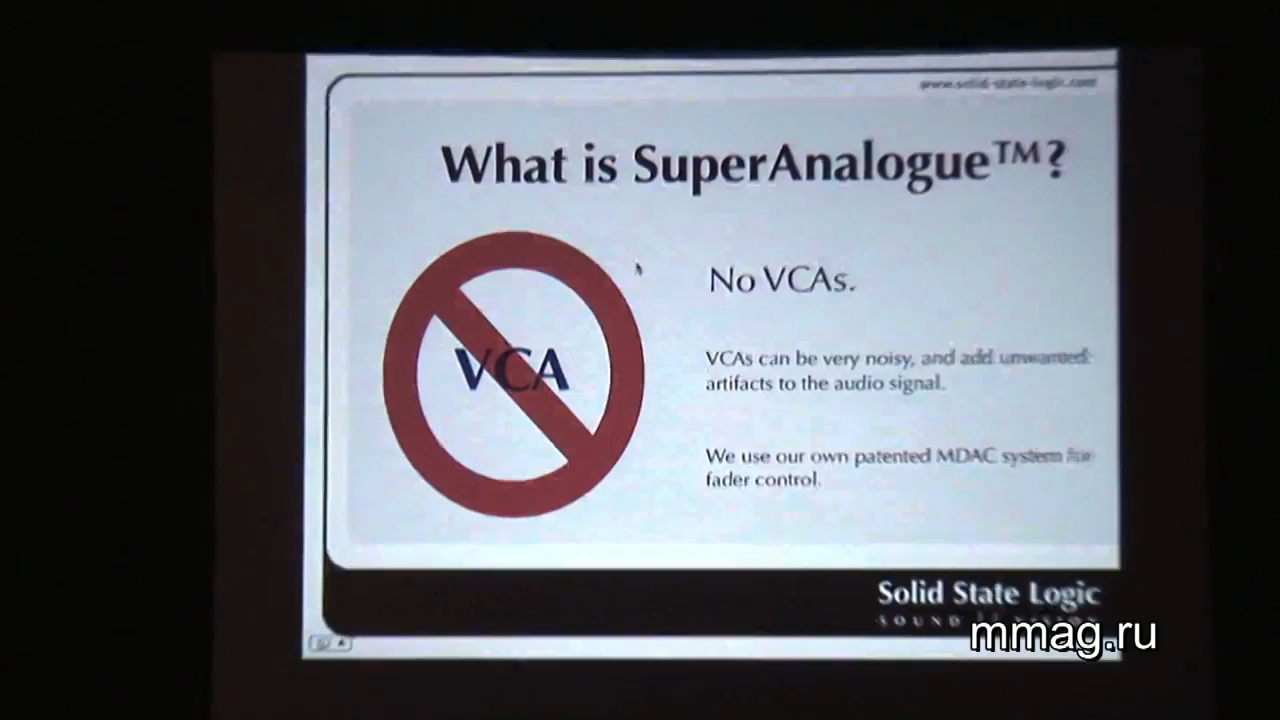 www.solid-state-logic.com
What is SuperAnalogue™?
No VCAs.
VCA
VCAs can be very noisy, and add unwanted
artifacts to the audio signal.
We use our own patented MDAC system for
fader control.
Solid State Logic
SOUND
mmag.ru